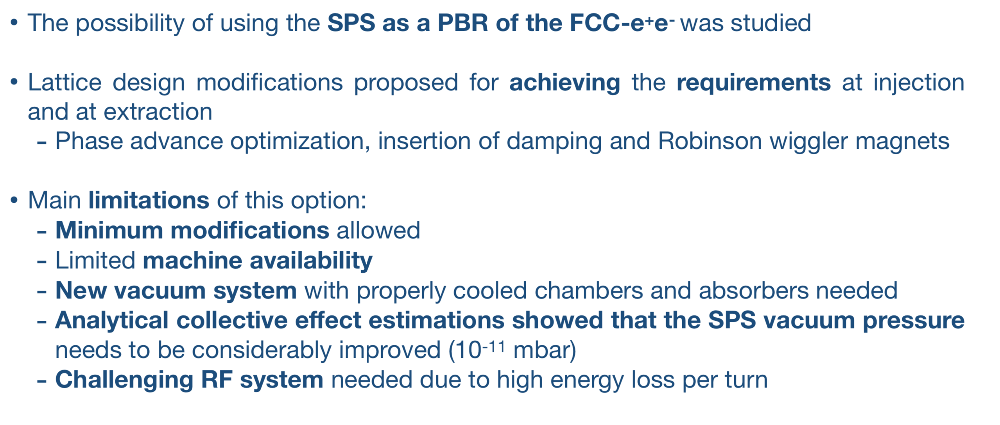 • The possibility of using the SPS as a PBR of the FCC-e⁺e⁻ was studied
• Lattice design modifications proposed for achieving the requirements at injection
and at extraction
– Phase advance optimization, insertion of damping and Robinson wiggler magnets
• Main limitations of this option:
– Minimum modifications allowed
– Limited machine availability
– New vacuum system with properly cooled chambers and absorbers needed
– Analytical collective effect estimations showed that the SPS vacuum pressure
needs to be considerably improved (10⁻¹¹ mbar)
– Challenging RF system needed due to high energy loss per turn